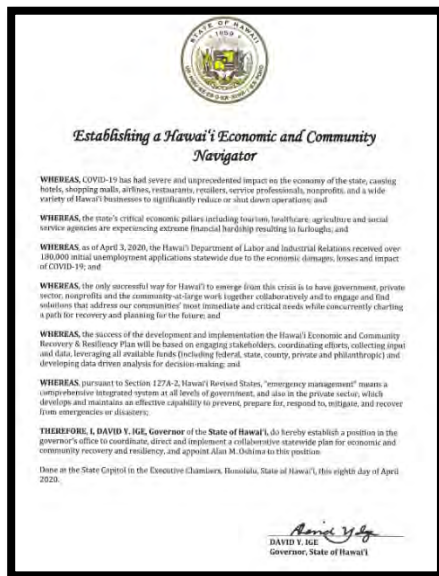 STATE OF HAWAII
1959
Establishing a Hawai‘i Economic and Community
Navigator
WHEREAS, COVID-19 has had severe and unprecedented impact on the economy of the state, causing
hotels, shopping malls, airlines, restaurants, retailers, service professionals, nonprofits, and a wide
variety of Hawai‘i businesses to significantly reduce or shut down operations; and
WHEREAS, the state's critical economic pillars including tourism, healthcare, agriculture and social
service agencies are experiencing extreme financial hardship resulting in furloughs; and
WHEREAS, as of April 3, 2020, the Hawai‘i Department of Labor and Industrial Relations received over
180,000 initial unemployment applications statewide due to the economic damages, losses and impact
of COVID-19; and
WHEREAS, the only successful way for Hawai‘i to emerge from this crisis is to have government, private
sector, nonprofits and the community-at-large work together collaboratively and to engage and find
solutions that address our communities' most immediate and critical needs while concurrently charting
a path for recovery and planning for the future; and
WHEREAS, the success of the development and implementation the Hawai‘i Economic and Community
Recovery & Resiliency Plan will be based on engaging stakeholders, coordinating efforts, collecting input
and data, leveraging all available funds (including federal, state, county, private and philanthropic) and
developing data driven analysis for decision-making; and
WHEREAS, pursuant to Section 127A-2, Hawai‘i Revised States, "emergency management" means a
comprehensive integrated system at all levels of government, and also in the private sector, which
develops and maintains an effective capability to prevent, prepare for, respond to, mitigate, and recover
from emergencies or disasters;
THEREFORE, I, DAVID Y. IGE, Governor of the State of Hawai‘i, do hereby establish a position in the
governor's office to coordinate, direct and implement a collaborative statewide plan for economic and
community recovery and resiliency, and appoint Alan M. Oshima to this position.
Done at the State Capitol in the Executive Chambers, Honolulu, State of Hawai‘i, this eighth day of April
2020.
David Y. Ige
DAVID Y. IGE
Governor, State of Hawai‘i